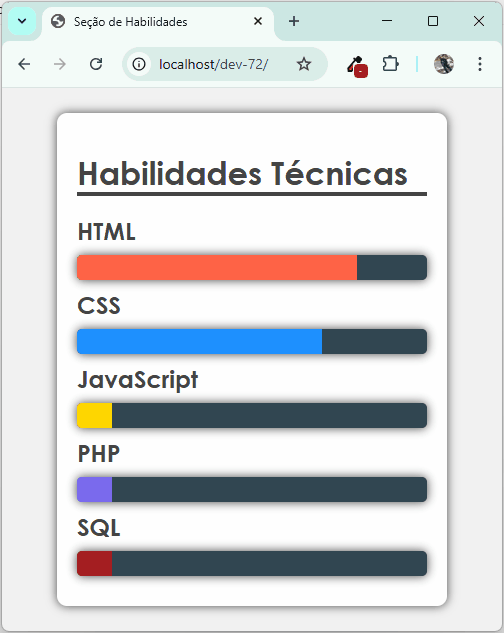 Seção de Habilidades
localhost/dev-72/
Habilidades Técnicas
HTML
CSS
JavaScript
PHP
SQL